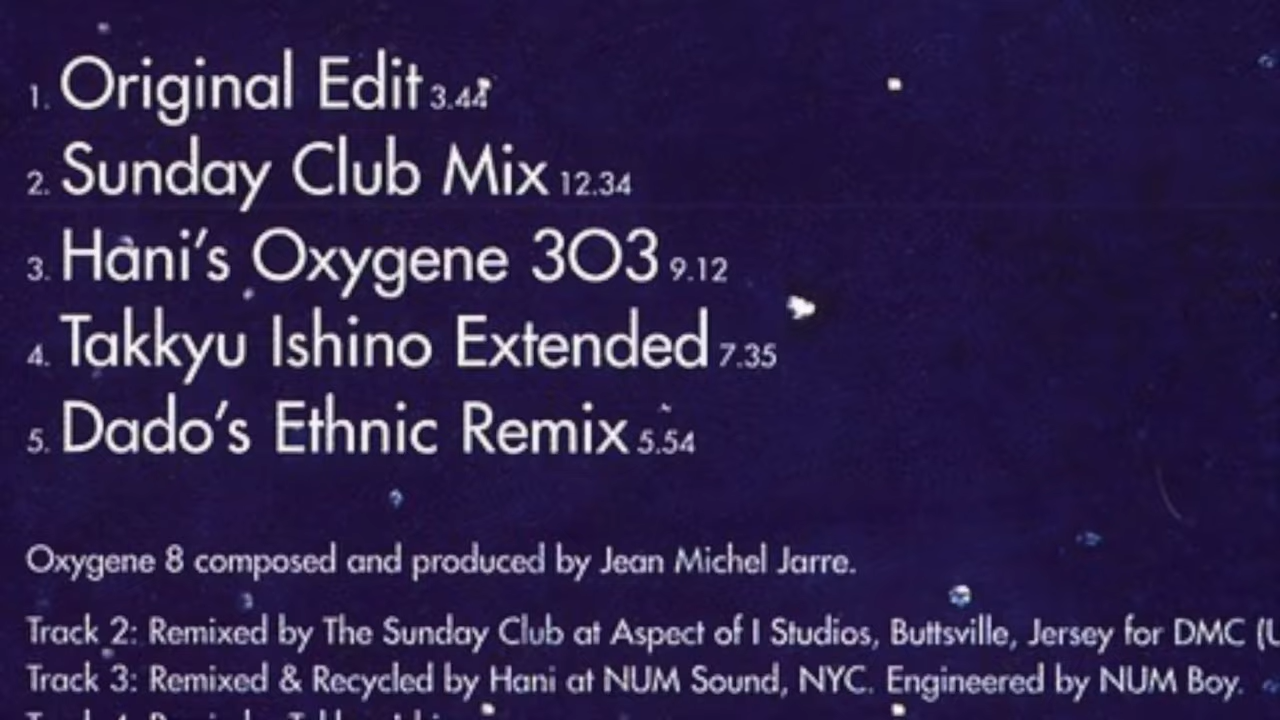 1. Original Edit 3.44
2. Sunday Club Mix 12.34
3. Hani's Oxygene 303 9.12
4. Takkyu Ishino Extended 7.35
5. Dado's Ethnic Remix 5.54
Oxygene 8 composed and produced by Jean Michel Jarre.
Track 2: Remixed by The Sunday Club at Aspect of I Studios, Buttsville, Jersey for DMC (U
Track 3: Remixed & Recycled by Hani at NUM Sound, NYC. Engineered by NUM Boy.